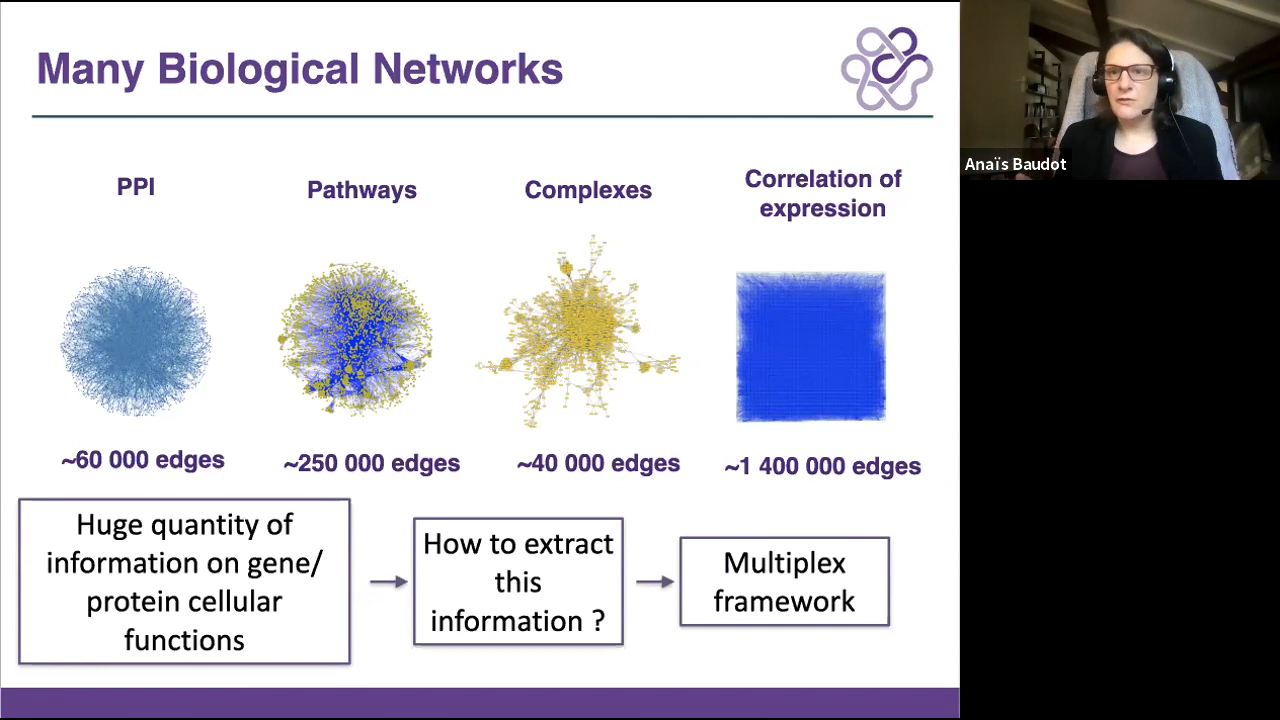 Many Biological Networks
Anaïs Baudot
PPI
Pathways
Complexes
Correlation of
expression
~60 000 edges
~250 000 edges
~40 000 edges
~1 400 000 edges
Huge quantity of
information on gene/
protein cellular
functions
How to extract
this
information ?
Multiplex
framework